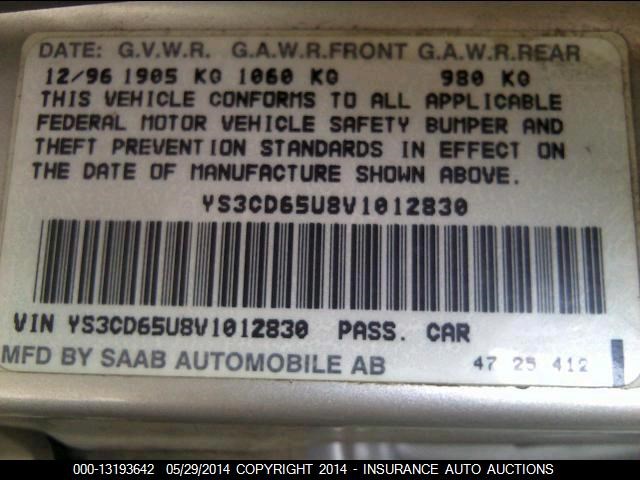 DATE: G.V.W.R. G.A.W.R.FRONT G.A.W.R.REAR
12/96 1905 KG 1060 KG 980 KG
THIS VEHICLE CONFORMS TO ALL APPLICABLE
FEDERAL MOTOR VEHICLE SAFETY BUMPER AND
THEFT PREVENTION STANDARDS IN EFFECT ON
THE DATE OF MANUFACTURE SHOWN ABOVE.
YS3CD65U8V1012830
VIN YS3CD65U8V1012830 PASS. CAR
MFD BY SAAB AUTOMOBILE AB 47 25 412
000-13193642 05/29/2014 COPYRIGHT 2014 - INSURANCE AUTO AUCTIONS